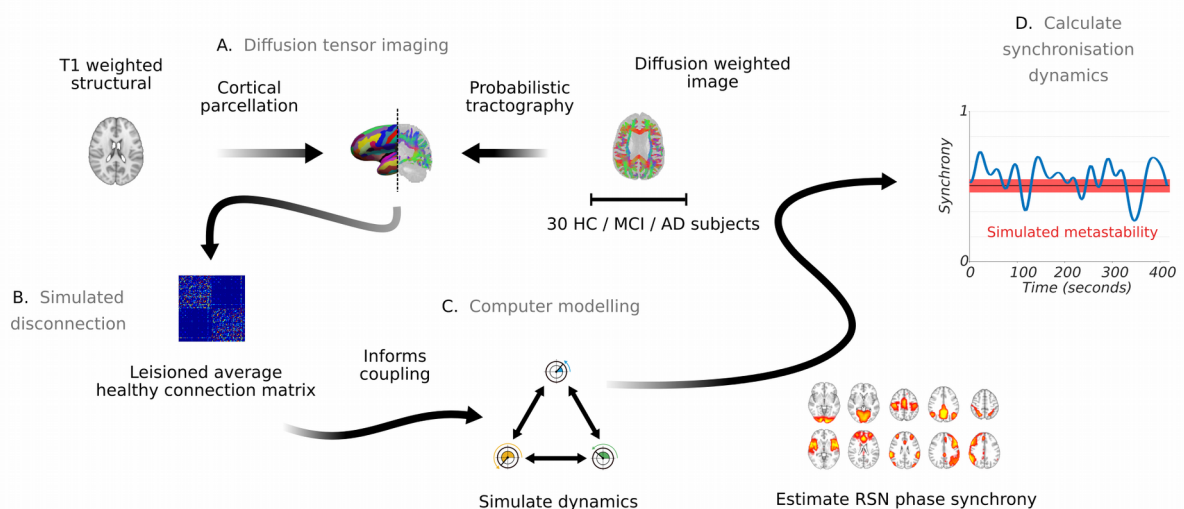 A. Diffusion tensor imaging
T1 weighted
structural
Cortical
parcellation
Probabilistic
tractography
Diffusion weighted
image
30 HC / MCI / AD subjects
B. Simulated
disconnection
Leisioned average
healthy connection matrix
Informs
coupling
C. Computer modelling
Simulate dynamics
Estimate RSN phase synchrony
D. Calculate
synchronisation
dynamics
1
Synchrony
Simulated metastability
0
0 100 200 300 400
Time (seconds)